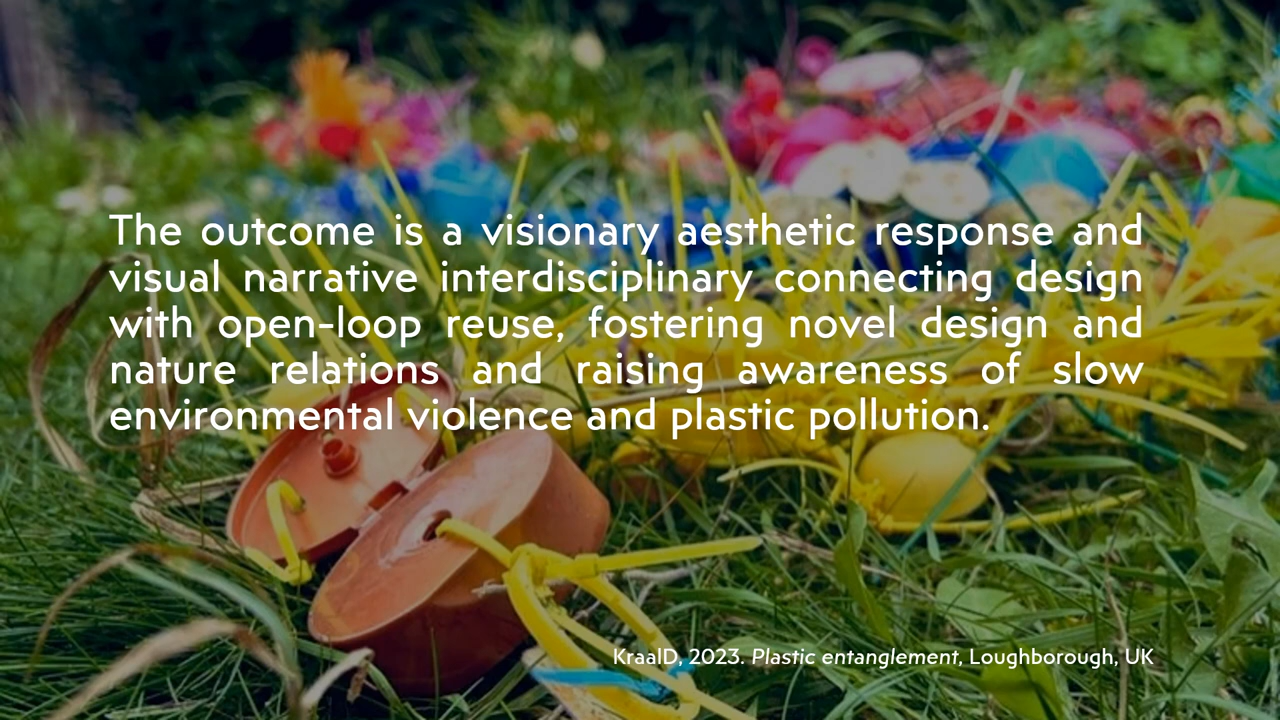 The outcome is a visionary aesthetic response and
visual narrative interdisciplinary connecting design
with open-loop reuse, fostering novel design and
nature relations and raising awareness of slow
environmental violence and plastic pollution.
KraalD, 2023. Plastic entanglement, Loughborough, UK